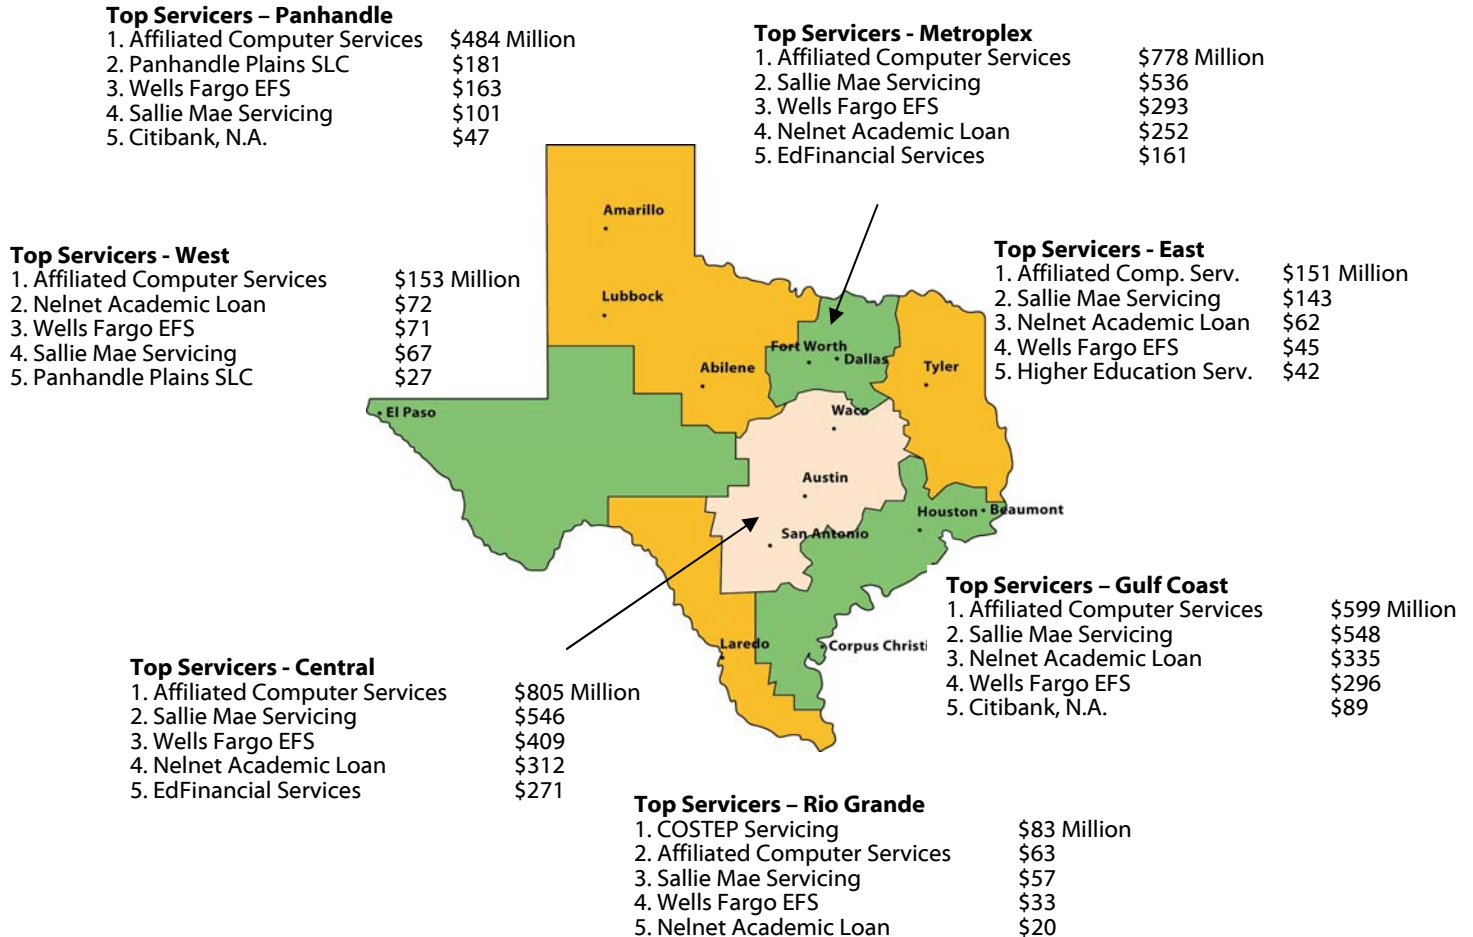 Top Servicers – Panhandle
1. Affiliated Computer Services $484 Million
2. Panhandle Plains SLC $181
3. Wells Fargo EFS $163
4. Sallie Mae Servicing $101
5. Citibank, N.A. $47
Top Servicers - Metroplex
1. Affiliated Computer Services $778 Million
2. Sallie Mae Servicing $536
3. Wells Fargo EFS $293
4. Nelnet Academic Loan $252
5. EdFinancial Services $161
Top Servicers - West
1. Affiliated Computer Services $153 Million
2. Nelnet Academic Loan $72
3. Wells Fargo EFS $71
4. Sallie Mae Servicing $67
5. Panhandle Plains SLC $27
Top Servicers - East
1. Affiliated Comp. Serv. $151 Million
2. Sallie Mae Servicing $143
3. Nelnet Academic Loan $62
4. Wells Fargo EFS $45
5. Higher Education Serv. $42
Amarillo
Lubbock
Fort Worth
Dallas
Abilene
Tyler
El Paso
Waco
Austin
Houston
Beaumont
San Antonio
Laredo
Corpus Christi
Top Servicers – Gulf Coast
1. Affiliated Computer Services $599 Million
2. Sallie Mae Servicing $548
3. Nelnet Academic Loan $335
4. Wells Fargo EFS $296
5. Citibank, N.A. $89
Top Servicers - Central
1. Affiliated Computer Services $805 Million
2. Sallie Mae Servicing $546
3. Wells Fargo EFS $409
4. Nelnet Academic Loan $312
5. EdFinancial Services $271
Top Servicers – Rio Grande
1. COSTEP Servicing $83 Million
2. Affiliated Computer Services $63
3. Sallie Mae Servicing $57
4. Wells Fargo EFS $33
5. Nelnet Academic Loan $20